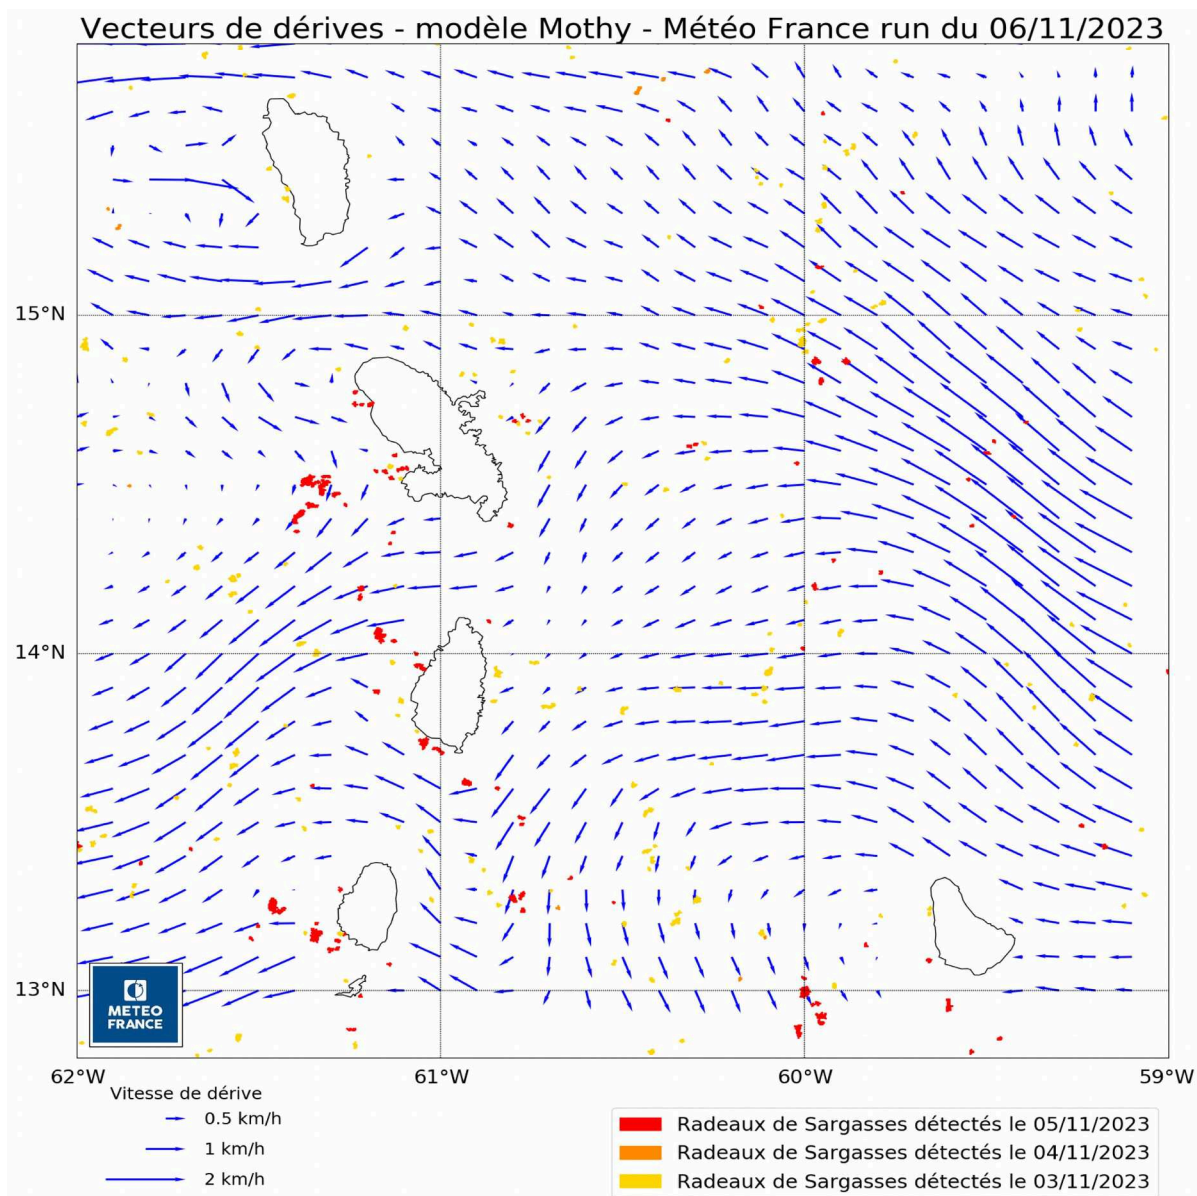 Vecteurs de dérives - modèle Mothy - Météo France run du 06/11/2023
15°N
14°N
13°N
METEO
FRANCE
62°W
61°W
60°W
59°W
Vitesse de dérive
0.5 km/h
1 km/h
2 km/h
Radeaux de Sargasses détectés le 05/11/2023
Radeaux de Sargasses détectés le 04/11/2023
Radeaux de Sargasses détectés le 03/11/2023